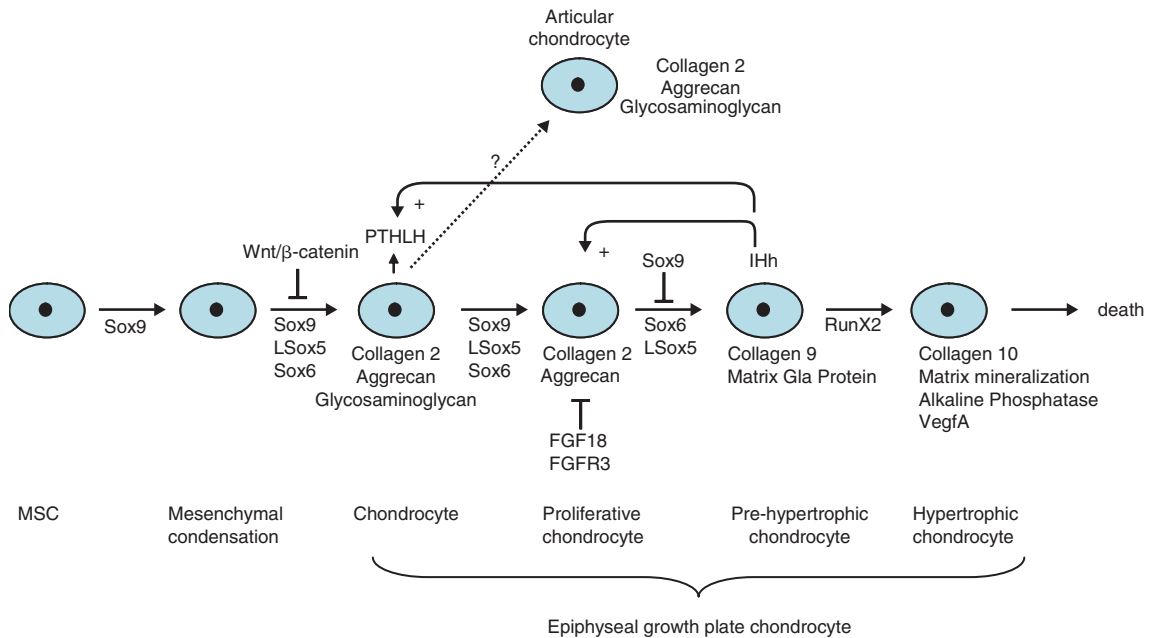 Articular
chondrocyte
Collagen 2
Aggrecan
Glycosaminoglycan
?
+
PTHLH
Wnt/β-catenin
+
Sox9
IHh
Sox9
Sox9
LSox5
Sox6
Collagen 2
Aggrecan
Glycosaminoglycan
Sox9
LSox5
Sox6
Collagen 2
Aggrecan
Sox6
LSox5
Collagen 9
Matrix Gla Protein
RunX2
Collagen 10
Matrix mineralization
Alkaline Phosphatase
VegfA
death
FGF18
FGFR3
MSC
Mesenchymal
condensation
Chondrocyte
Proliferative
chondrocyte
Pre-hypertrophic
chondrocyte
Hypertrophic
chondrocyte
Epiphyseal growth plate chondrocyte